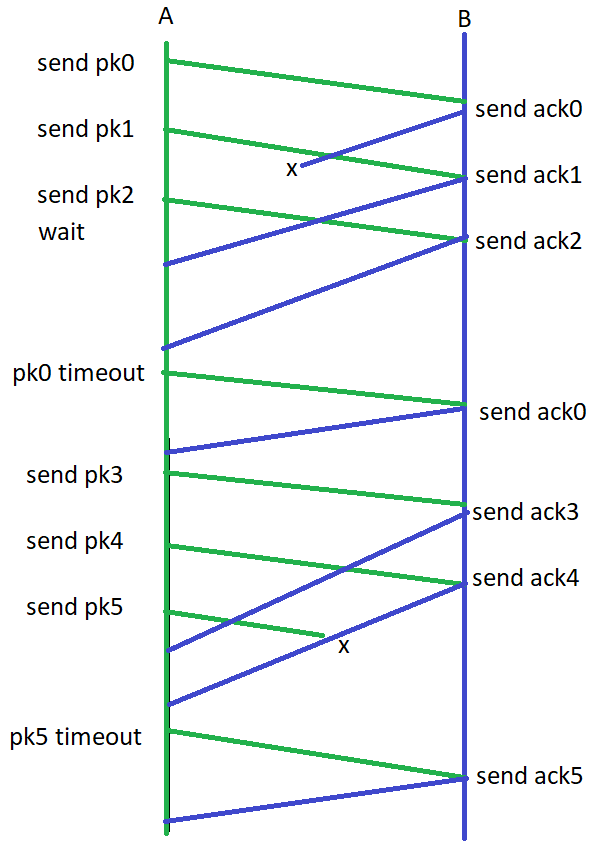 A
B
send pk0
send ack0
send pk1
x
send ack1
send pk2
wait
send ack2
pk0 timeout
send ack0
send pk3
send ack3
send pk4
send ack4
send pk5
x
pk5 timeout
send ack5